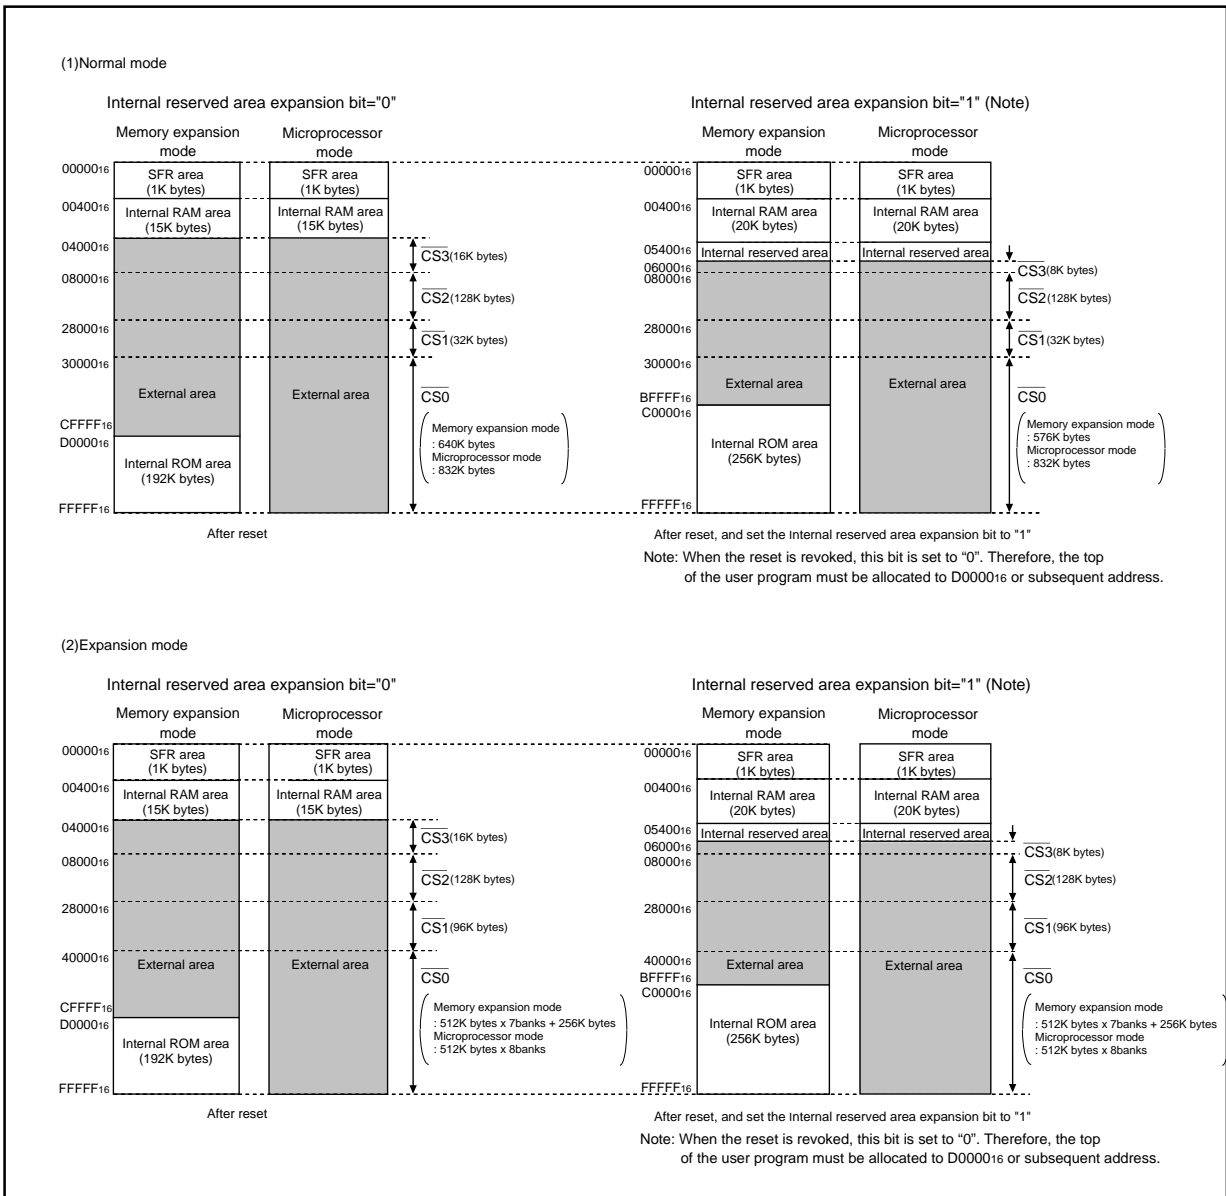 (1)Normal mode
Internal reserved area expansion bit="0"
Memory expansion
mode
Microprocessor
mode
0000016
SFR area
(1K bytes)
SFR area
(1K bytes)
0040016
Internal RAM area
(15K bytes)
Internal RAM area
(15K bytes)
0400016
CS3(16K bytes)
0800016
CS2(128K bytes)
2800016
CS1(32K bytes)
3000016
External area
External area
CS0
Memory expansion mode
: 640K bytes
Microprocessor mode
: 832K bytes
CFFFF16
D000016
Internal ROM area
(192K bytes)
FFFFF16
After reset
Internal reserved area expansion bit="1" (Note)
Memory expansion
mode
Microprocessor
mode
0000016
SFR area
(1K bytes)
SFR area
(1K bytes)
0040016
Internal RAM area
(20K bytes)
Internal RAM area
(20K bytes)
0540016
Internal reserved area
Internal reserved area
0600016
CS3(8K bytes)
0800016
CS2(128K bytes)
2800016
CS1(32K bytes)
3000016
External area
External area
CS0
BFFFF16
C000016
Memory expansion mode
: 576K bytes
Microprocessor mode
: 832K bytes
Internal ROM area
(256K bytes)
FFFFF16
After reset, and set the Internal reserved area expansion bit to "1"
Note: When the reset is revoked, this bit is set to “0”. Therefore, the top
of the user program must be allocated to D000016 or subsequent address.
(2)Expansion mode
Internal reserved area expansion bit="0"
Memory expansion
mode
Microprocessor
mode
0000016
SFR area
(1K bytes)
SFR area
(1K bytes)
0040016
Internal RAM area
(15K bytes)
Internal RAM area
(15K bytes)
0400016
CS3(16K bytes)
0800016
CS2(128K bytes)
2800016
CS1(96K bytes)
4000016
External area
External area
CS0
Memory expansion mode
: 512K bytes x 7banks + 256K bytes
Microprocessor mode
: 512K bytes x 8banks
CFFFF16
D000016
Internal ROM area
(192K bytes)
FFFFF16
After reset
Internal reserved area expansion bit="1" (Note)
Memory expansion
mode
Microprocessor
mode
0000016
SFR area
(1K bytes)
SFR area
(1K bytes)
0040016
Internal RAM area
(20K bytes)
Internal RAM area
(20K bytes)
0540016
Internal reserved area
Internal reserved area
0600016
CS3(8K bytes)
0800016
CS2(128K bytes)
2800016
CS1(96K bytes)
4000016
External area
External area
CS0
BFFFF16
C000016
Memory expansion mode
: 512K bytes x 7banks + 256K bytes
Microprocessor mode
: 512K bytes x 8banks
Internal ROM area
(256K bytes)
FFFFF16
After reset, and set the Internal reserved area expansion bit to "1"
Note: When the reset is revoked, this bit is set to “0”. Therefore, the top
of the user program must be allocated to D000016 or subsequent address.